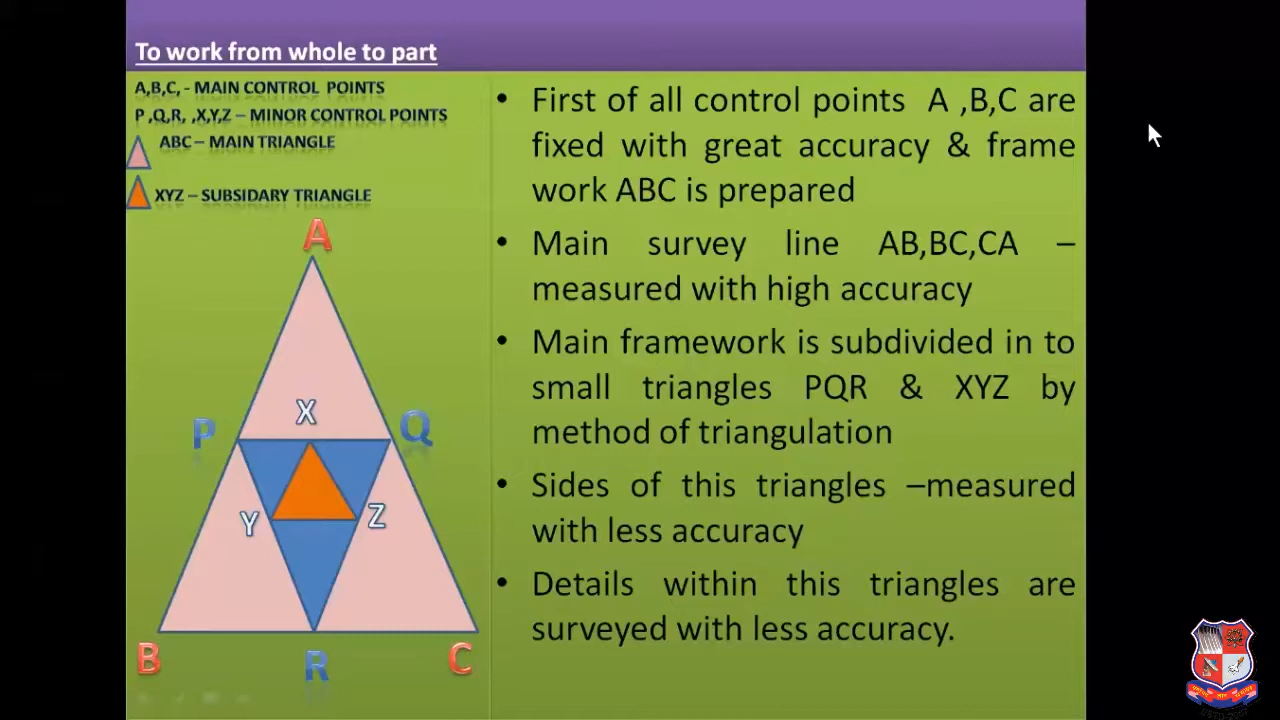 To work from whole to part
A,B,C, - MAIN CONTROL POINTS
P ,Q,R, ,X,Y,Z – MINOR CONTROL POINTS
ABC – MAIN TRIANGLE
XYZ – SUBSIDARY TRIANGLE
A
X
P
Q
Y
Z
B
R
C
• First of all control points A ,B,C are
fixed with great accuracy & frame
work ABC is prepared
• Main survey line AB,BC,CA –
measured with high accuracy
• Main framework is subdivided in to
small triangles PQR & XYZ by
method of triangulation
• Sides of this triangles –measured
with less accuracy
• Details within this triangles are
surveyed with less accuracy.